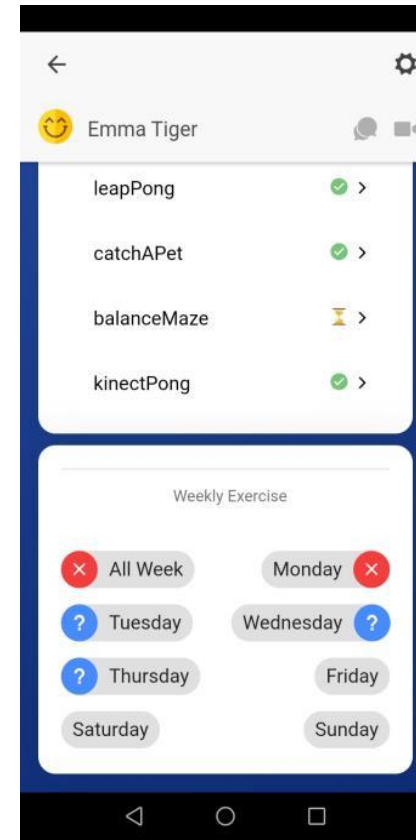 Emma Tiger
leapPong
catchAPet
balanceMaze
kinectPong
Weekly Exercise
All Week Monday
? Tuesday Wednesday ?
? Thursday Friday
Saturday Sunday